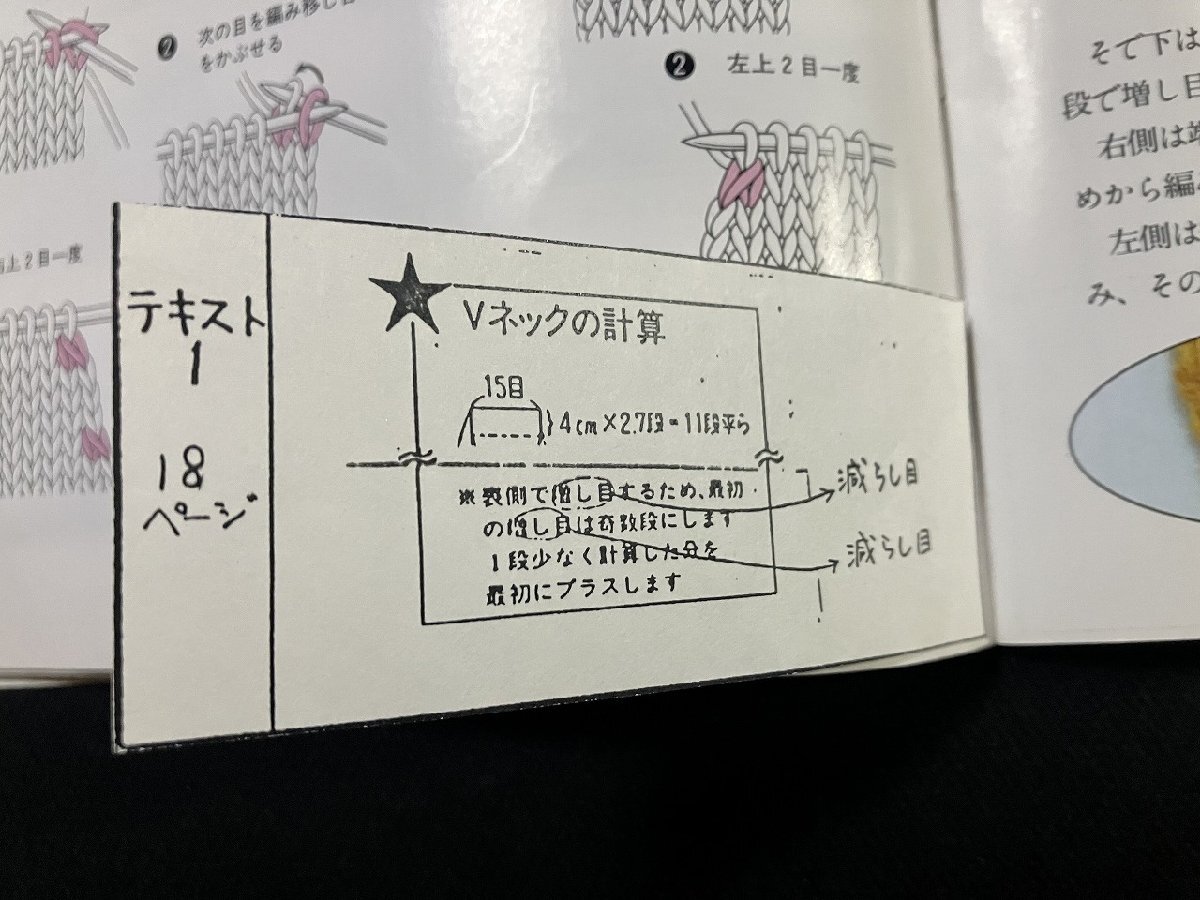 ❷ 次の目を編み移し目
をかぶせる
❷ 左上2目一度
上2目一度
そで下は
段で増し目
右側は端
めから編
左側は
み、その
テキスト
1
18
ページ
★
Vネックの計算
15目
4cm×2.7段=11段平ら
※裏側で増し目するため、最初
の増し目は奇数段にします
1段少なく計算した分を
最初にプラスします
減らし目
減らし目